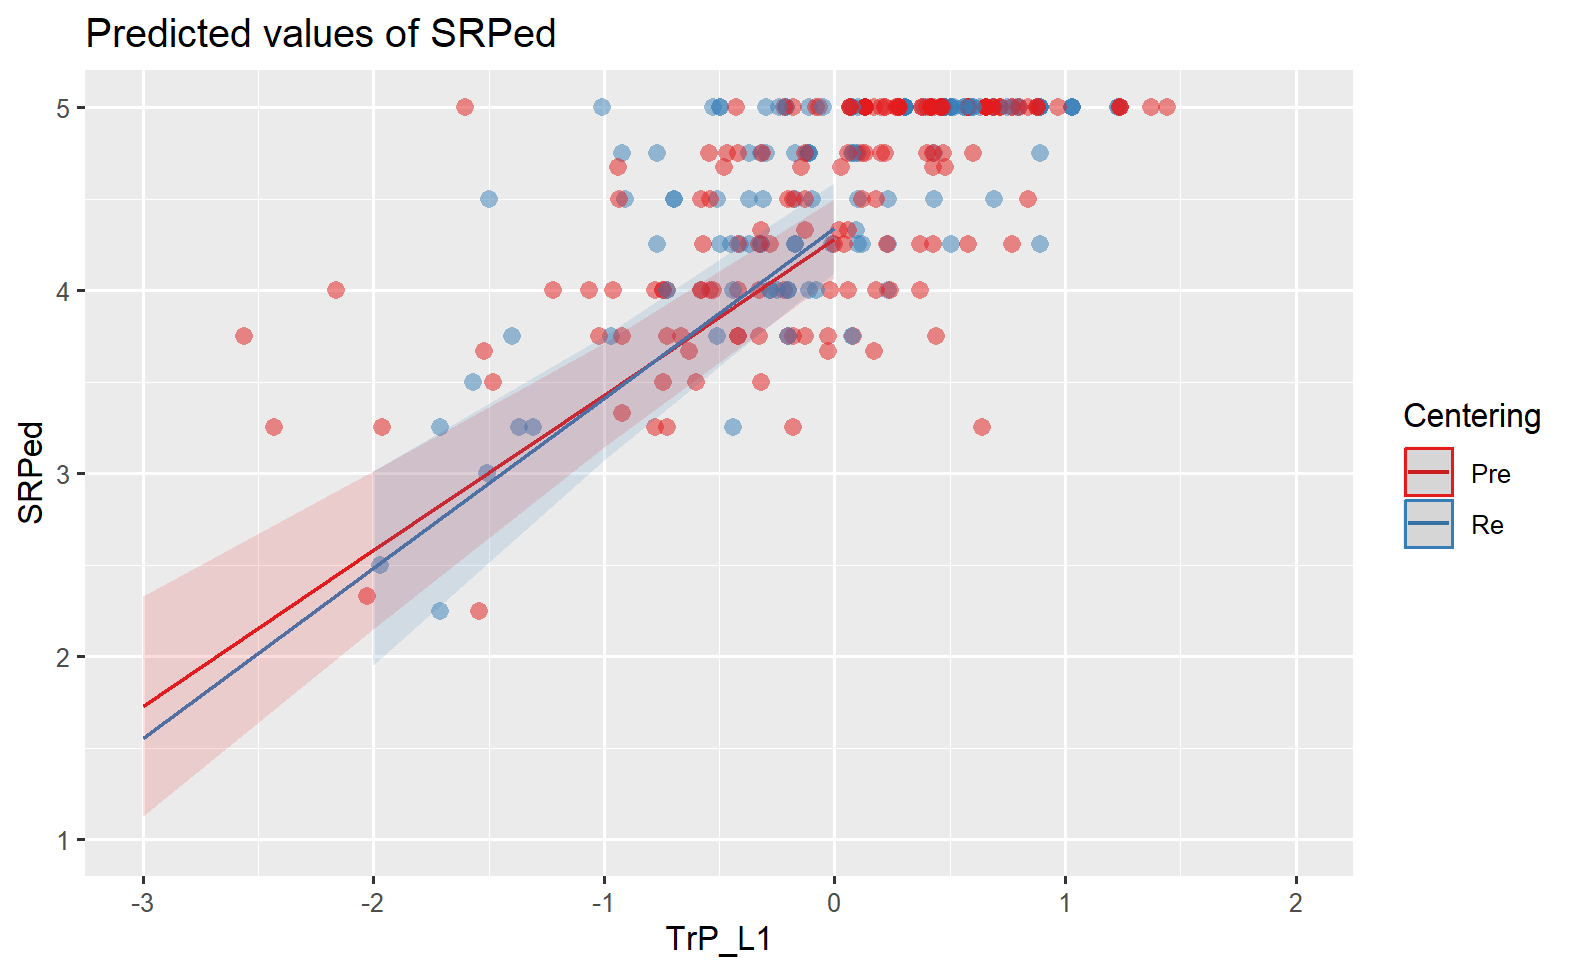 Predicted values of SRPed
5
4
3
2
1
SRPed
-3 -2 -1 0 1 2
TrP_L1
Centering
Pre
Re